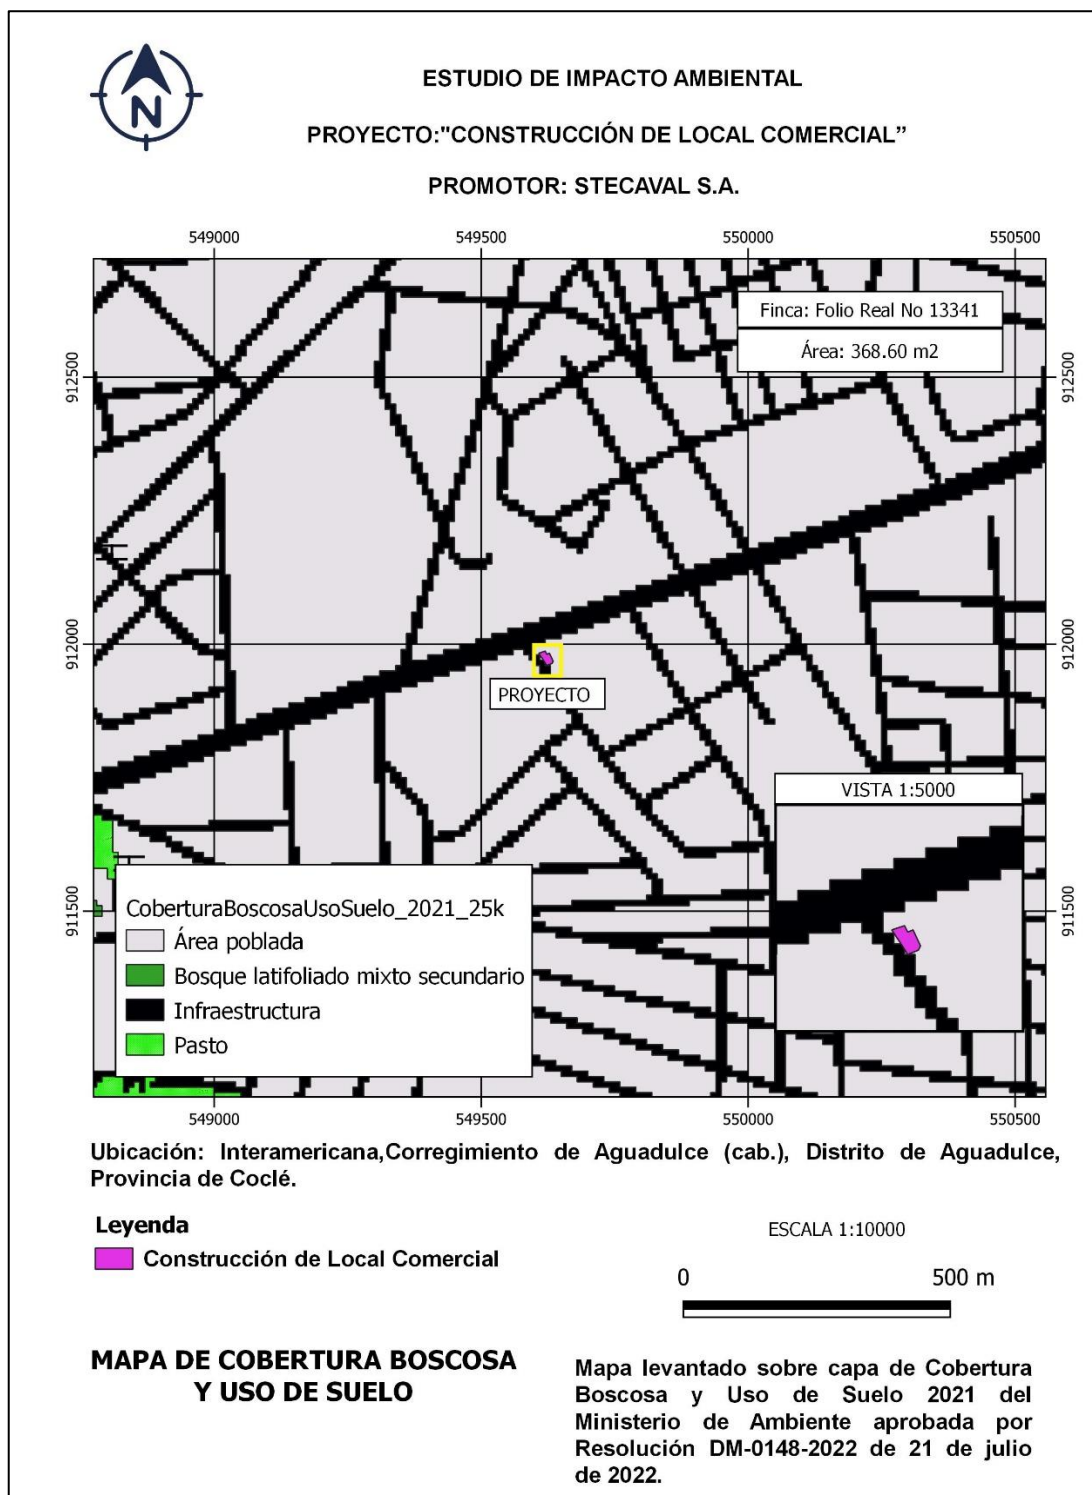 N
ESTUDIO DE IMPACTO AMBIENTAL
PROYECTO:"CONSTRUCCIÓN DE LOCAL COMERCIAL”
PROMOTOR: STECAVAL S.A.
549000 549500 550000 550500
Finca: Folio Real No 13341
Área: 368.60 m2
912500 912500
912000 912000
PROYECTO
VISTA 1:5000
911500 911500
CoberturaBoscosaUsoSuelo_2021_25k
Área poblada
Bosque latifoliado mixto secundario
Infraestructura
Pasto
549000 549500 550000 550500
Ubicación: Interamericana,Corregimiento de Aguadulce (cab.), Distrito de Aguadulce,
Provincia de Coclé.
Leyenda
Construcción de Local Comercial
ESCALA 1:10000
0 500 m
MAPA DE COBERTURA BOSCOSA
Y USO DE SUELO
Mapa levantado sobre capa de Cobertura
Boscosa y Uso de Suelo 2021 del
Ministerio de Ambiente aprobada por
Resolución DM-0148-2022 de 21 de julio
de 2022.